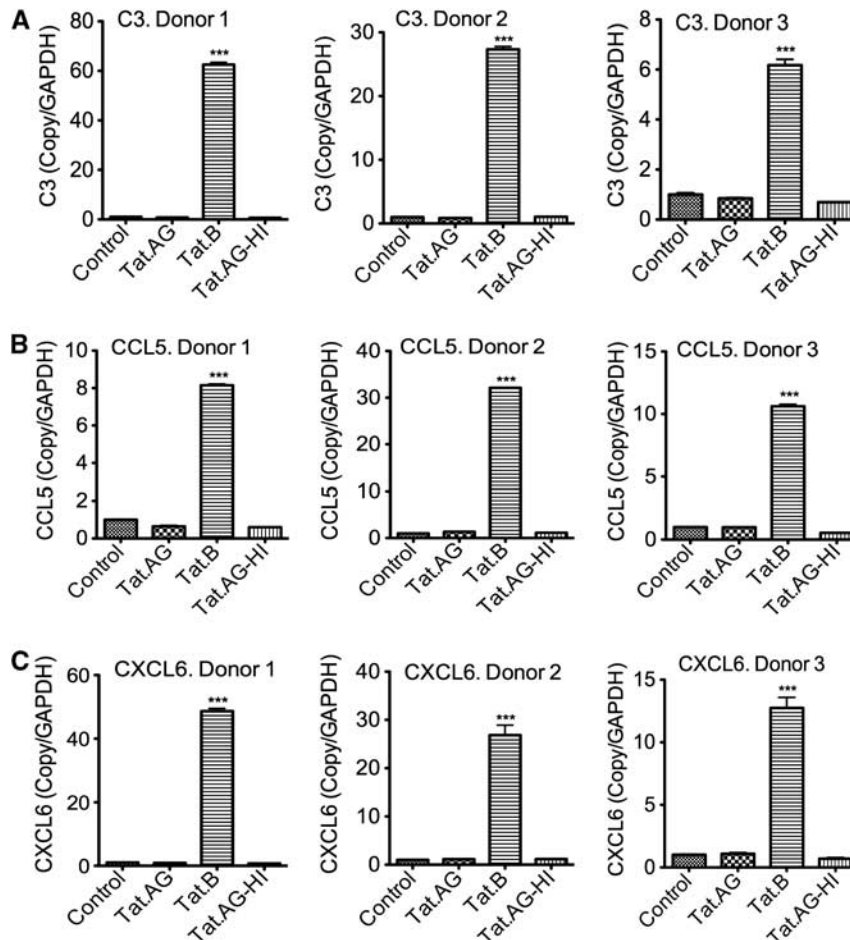 A
C3. Donor 1
C3 (Copy/GAPDH)
80
60
40
20
0
***
Control
Tat.AG
Tat.B
Tat.AG-HI
C3. Donor 2
C3 (Copy/GAPDH)
30
20
10
0
***
Control
Tat.AG
Tat.B
Tat.AG-HI
C3. Donor 3
C3 (Copy/GAPDH)
8
6
4
2
0
***
Control
Tat.AG
Tat.B
Tat.AG-HI
B
CCL5. Donor 1
CCL5 (Copy/GAPDH)
10
8
6
4
2
0
***
Control
Tat.AG
Tat.B
Tat.AG-HI
CCL5. Donor 2
CCL5 (Copy/GAPDH)
40
30
20
10
0
***
Control
Tat.AG
Tat.B
Tat.AG-HI
CCL5. Donor 3
CCL5 (Copy/GAPDH)
15
10
5
0
***
Control
Tat.AG
Tat.B
Tat.AG-HI
C
CXCL6. Donor 1
CXCL6 (Copy/GAPDH)
60
40
20
0
***
Control
Tat.AG
Tat.B
Tat.AG-HI
CXCL6. Donor 2
CXCL6 (Copy/GAPDH)
40
30
20
10
0
***
Control
Tat.AG
Tat.B
Tat.AG-HI
CXCL6. Donor 3
CXCL6 (Copy/GAPDH)
15
10
5
0
***
Control
Tat.AG
Tat.B
Tat.AG-HI